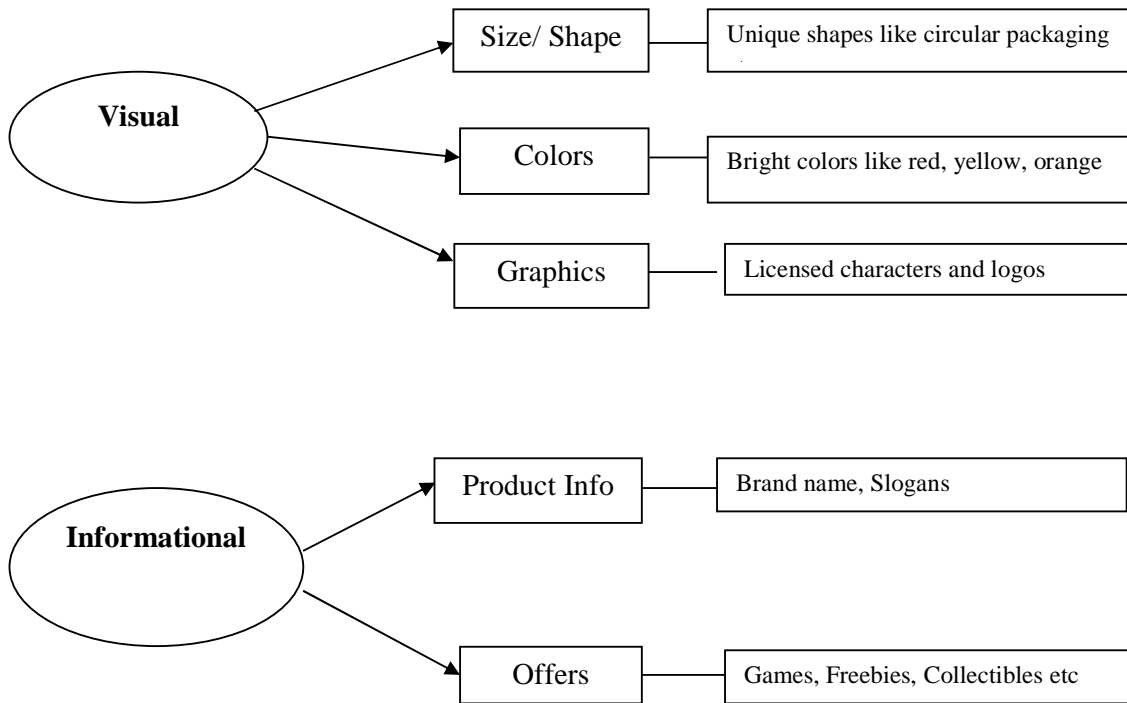 Size/ Shape
Unique shapes like circular packaging
Visual
Colors
Bright colors like red, yellow, orange
Graphics
Licensed characters and logos
Product Info
Brand name, Slogans
Informational
Offers
Games, Freebies, Collectibles etc